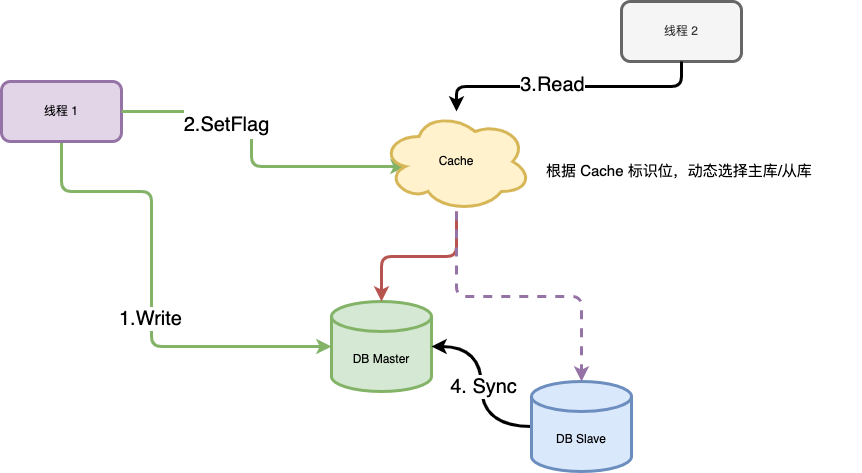 线程 2
3.Read
线程 1
2.SetFlag
Cache
根据 Cache 标识位，动态选择主库/从库
1.Write
DB Master
4. Sync
DB Slave